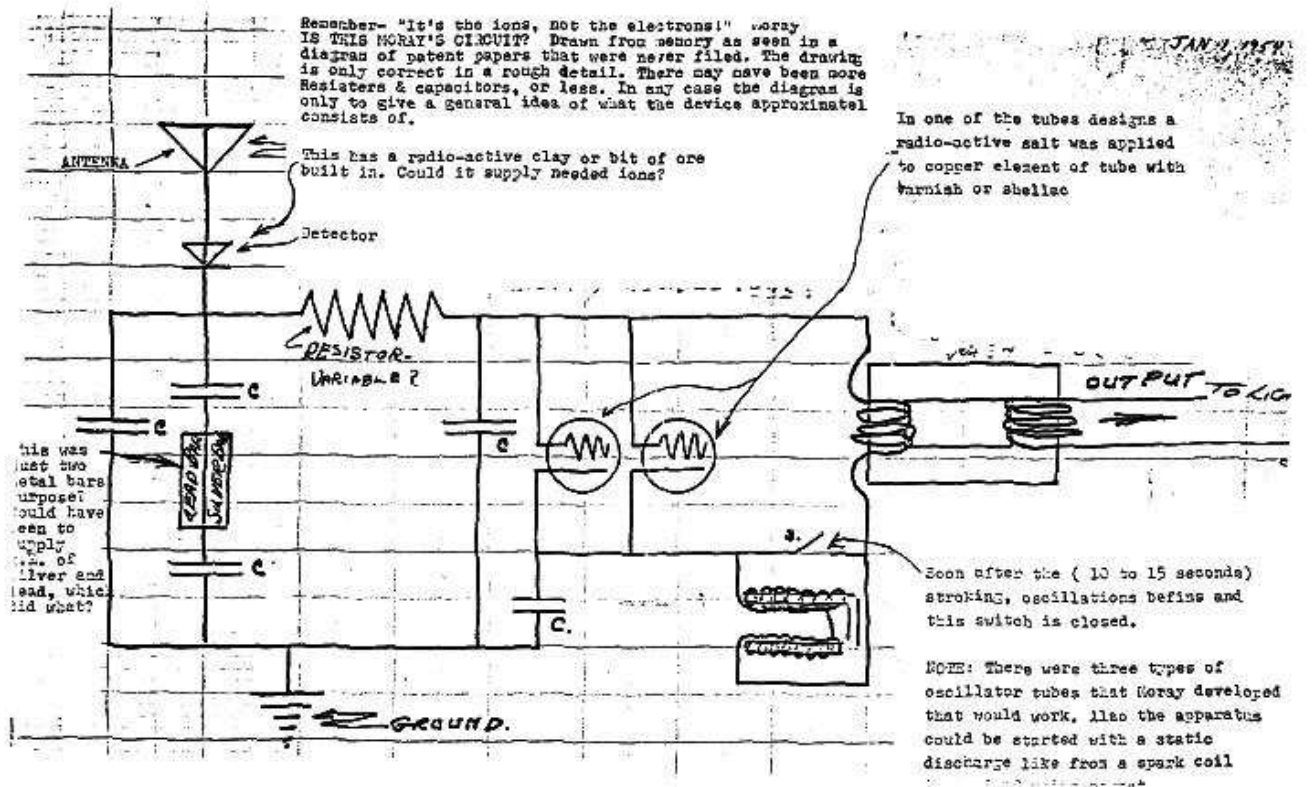 Remember- "It's the ions, not the electrons!" Moray
IS THIS MORAY'S CIRCUIT? Drawn from memory as seen in a
diagram of patent papers that were never filed. The drawing
is only correct in a rough detail. There may nave been more
Resisters & capacitors, or less. In any case the diagram is
only to give a general idea of what the device approximatel
consists of.
JAN 1, 1954
In one of the tubes designs a
radio-active salt was applied
to copper element of tube with
varnish or shellac
ANTENNA
This has a radio-active clay or bit of ore
built in. Could it supply needed ions?
Detector
RESISTOR-
VARIABLE?
C
C
C
OUTPUT TO LIG
his was
ust two
etal bars
urpose?
ould have
een to
upply
of
ilver and
ead, which
id what?
LEAD BAR
SILVER BAR
C
C.
S.
Soon after the ( 10 to 15 seconds)
stroking, oscillations befins and
this switch is closed.
GROUND.
NOTE: There were three types of
oscillator tubes that Moray developed
that would work. Also the apparatus
could be started with a static
discharge like from a spark coil